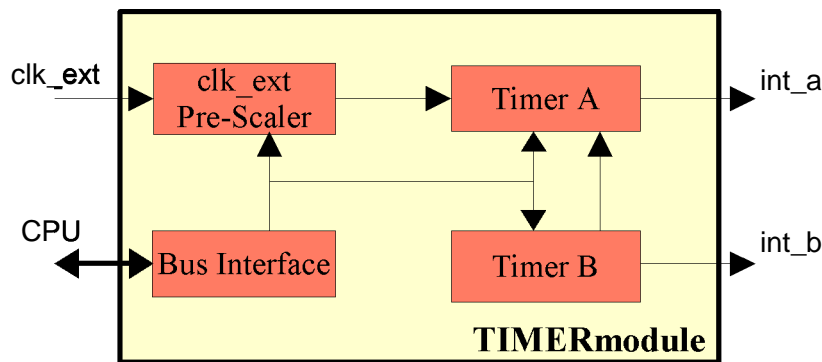 clk_ext
clk_ext
Pre-Scaler
Timer A
int_a
CPU
Bus Interface
Timer B
int_b
TIMERmodule